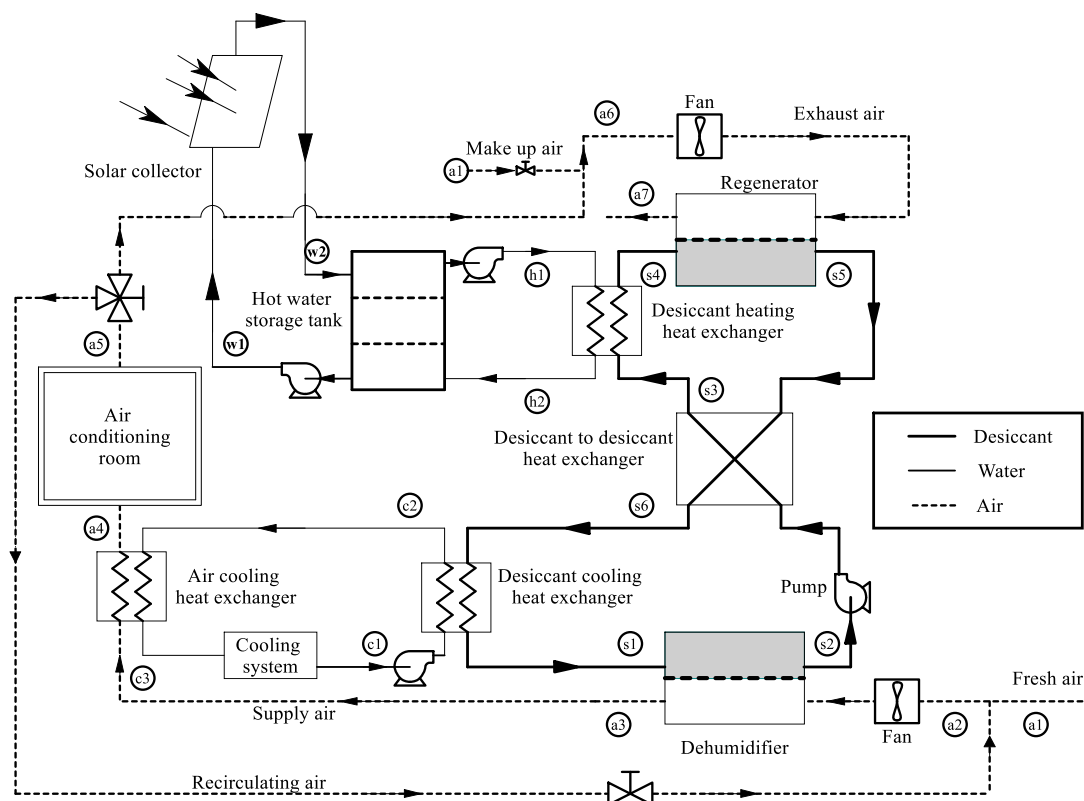 Fan
a6
Exhaust air
Make up air
a1
Solar collector
Regenerator
a7
w2
h1
s4
s5
Hot water
storage tank
Desiccant heating
heat exchanger
w1
a5
h2
s3
Air
conditioning
room
Desiccant to desiccant
heat exchanger
Desiccant
Water
Air
a4
c2
s6
Air cooling
heat exchanger
Desiccant cooling
heat exchanger
Pump
Cooling
system
c1
s1
s2
c3
Supply air
a3
Dehumidifier
Fan
a2
Fresh air
a1
Recirculating air